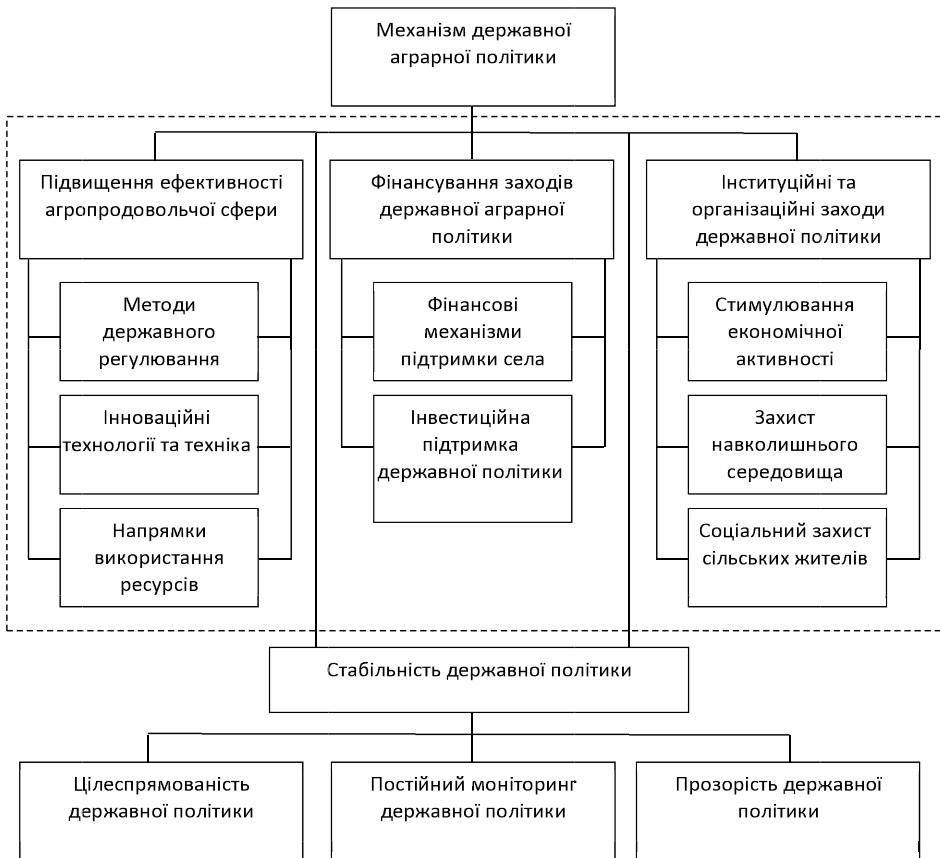 Механізм державної
аграрної політики
Підвищення ефективності
агропродовольчої сфери
Фінансування заходів
державної аграрної
політики
Інституційні та
організаційні заходи
державної політики
Методи
державного
регулювання
Інноваційні
технології та техніка
Напрямки
використання
ресурсів
Фінансові
механізми
підтримки села
Інвестиційна
підтримка
державної політики
Стимулювання
економічної
активності
Захист
навколишнього
середовища
Соціальний захист
сільських жителів
Стабільність державної політики
Цілеспрямованість
державної політики
Постійний моніторинг
державної політики
Прозорість державної
політики